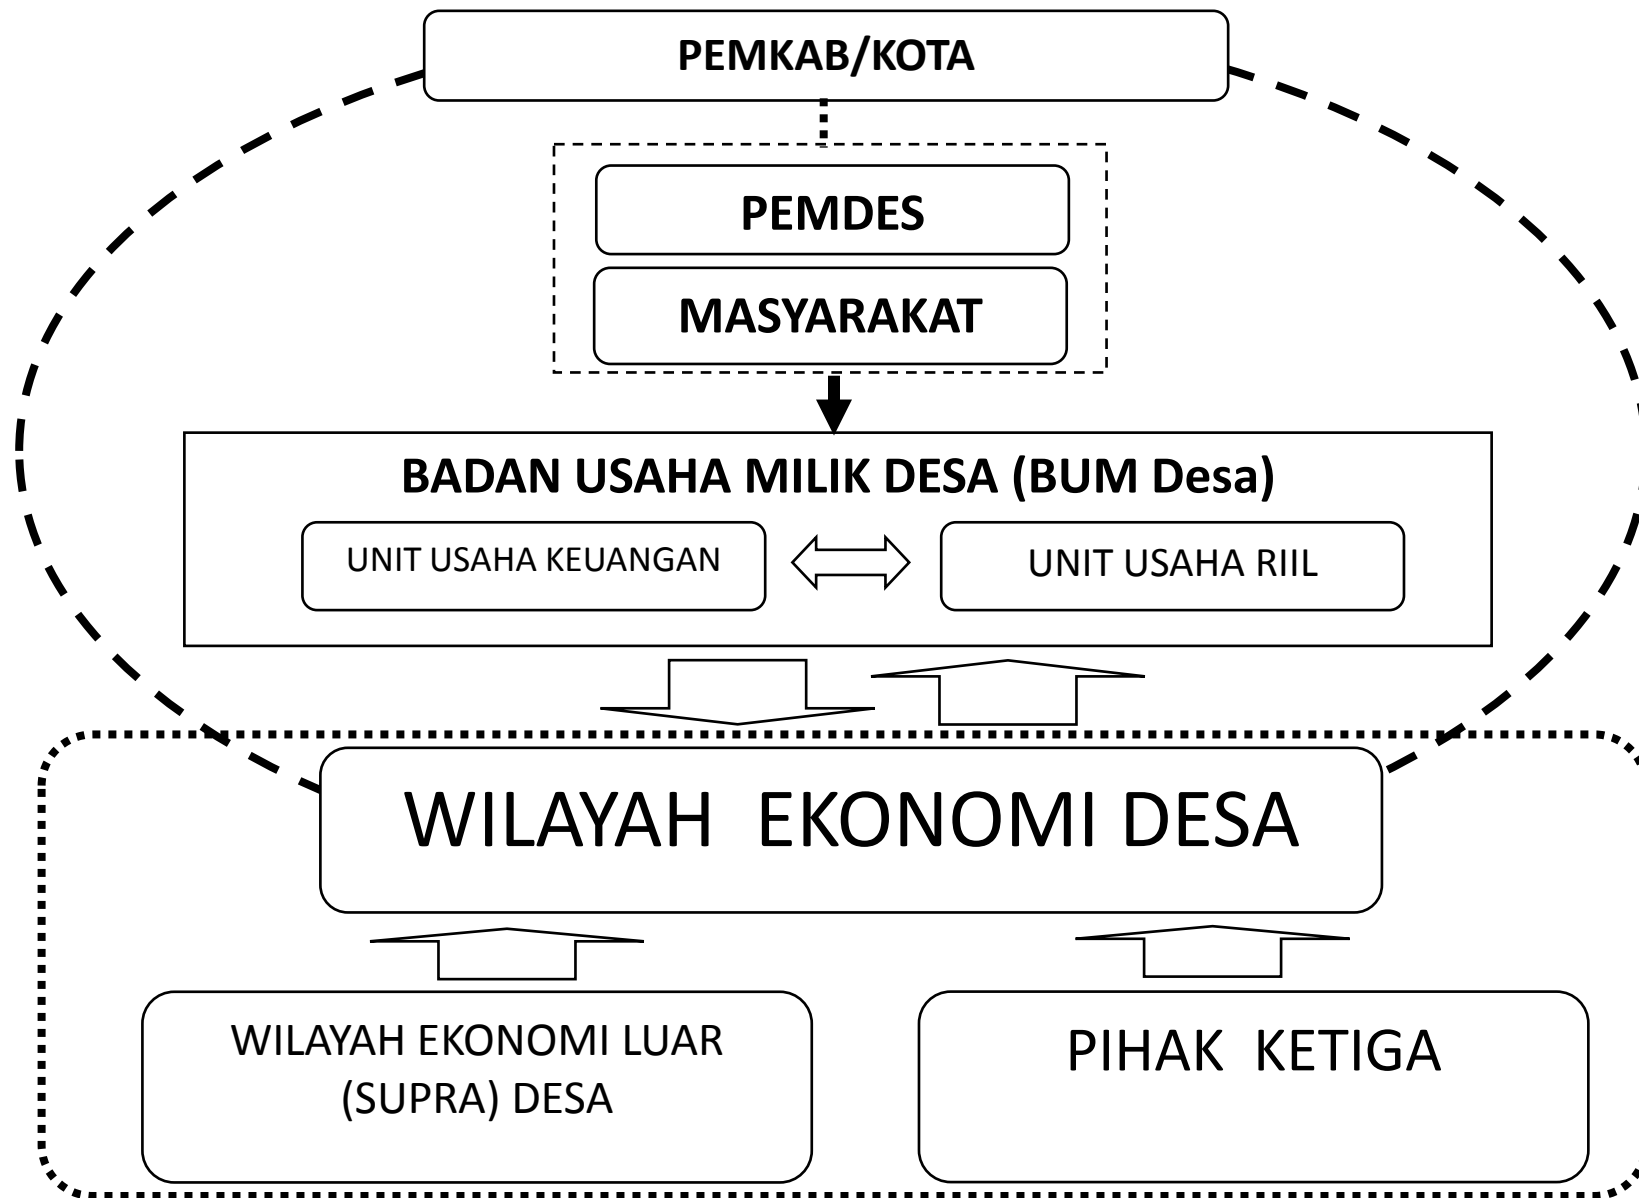 PEMKAB/KOTA
PEMDES
MASYARAKAT
BADAN USAHA MILIK DESA (BUM Desa)
UNIT USAHA KEUANGAN
UNIT USAHA RIIL
WILAYAH EKONOMI DESA
WILAYAH EKONOMI LUAR
(SUPRA) DESA
PIHAK KETIGA